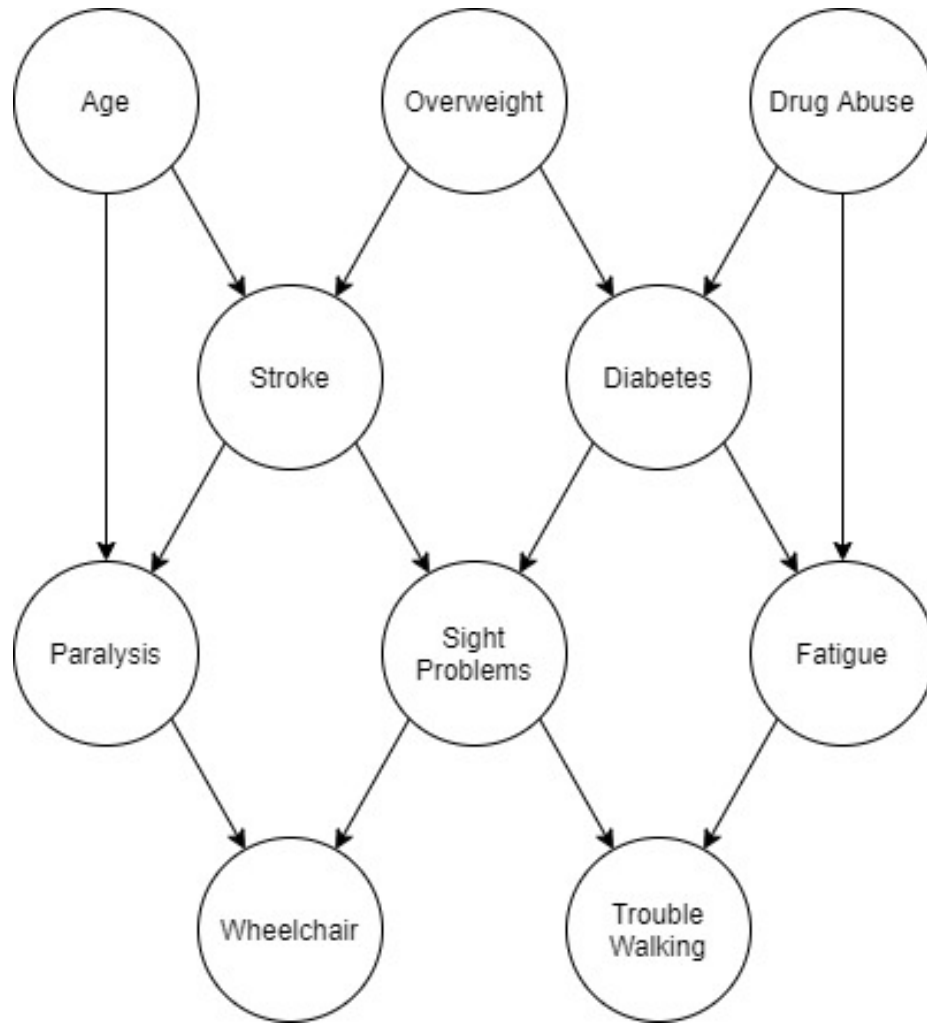 Age
Overweight
Drug Abuse
Stroke
Diabetes
Paralysis
Sight
Problems
Fatigue
Wheelchair
Trouble
Walking